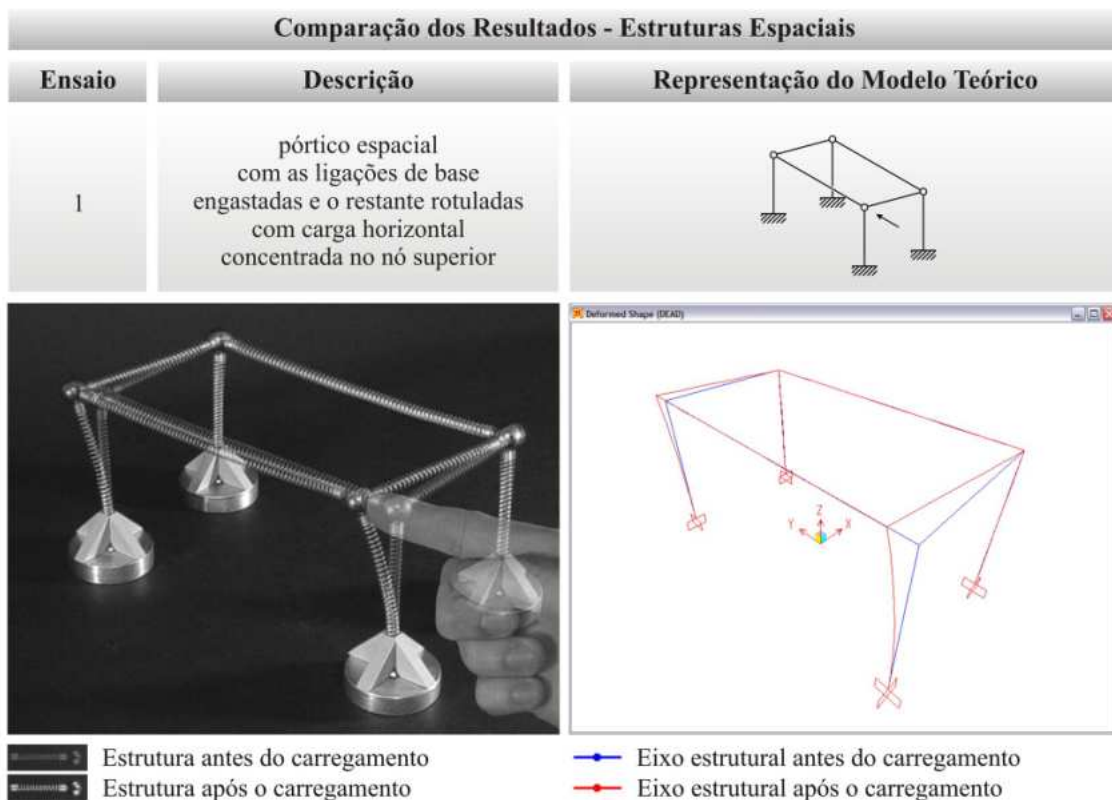 Comparação dos Resultados - Estruturas Espaciais
Ensaio
Descrição
Representação do Modelo Teórico
1
pórtico espacial
com as ligações de base
engastadas e o restante rotuladas
com carga horizontal
concentrada no nó superior
Deformed Shape (DEAD)
Z
Y
X
Estrutura antes do carregamento
Estrutura após o carregamento
Eixo estrutural antes do carregamento
Eixo estrutural após o carregamento